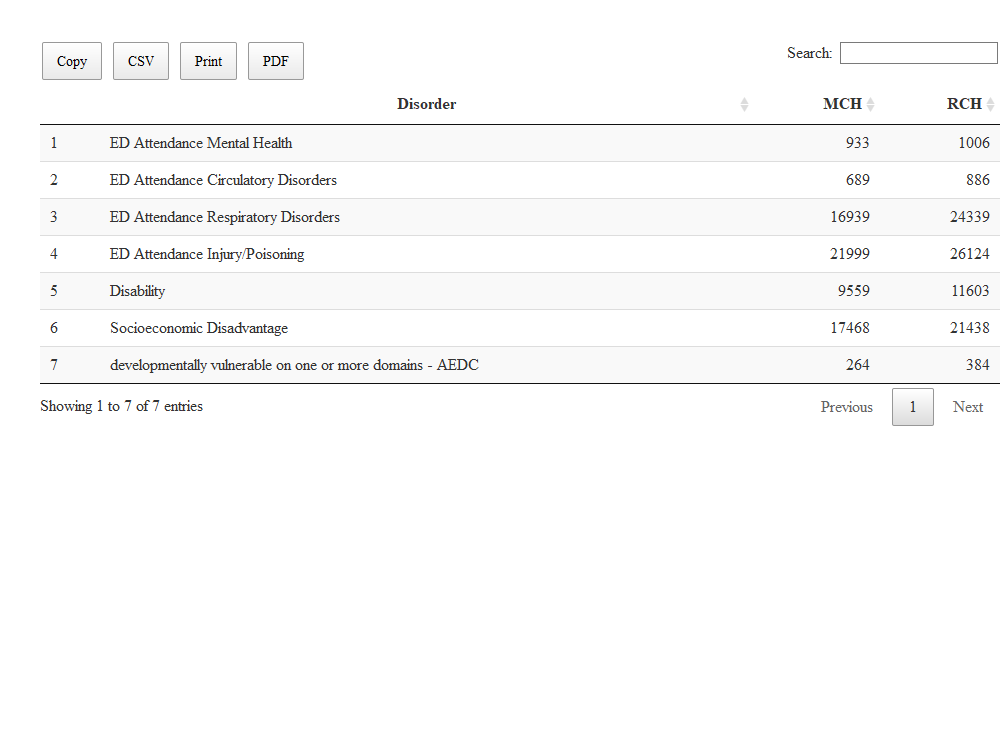 Copy CSV Print PDF Search:
Disorder MCH RCH
1 ED Attendance Mental Health 933 1006
2 ED Attendance Circulatory Disorders 689 886
3 ED Attendance Respiratory Disorders 16939 24339
4 ED Attendance Injury/Poisoning 21999 26124
5 Disability 9559 11603
6 Socioeconomic Disadvantage 17468 21438
7 developmentally vulnerable on one or more domains - AEDC 264 384
Showing 1 to 7 of 7 entries Previous 1 Next